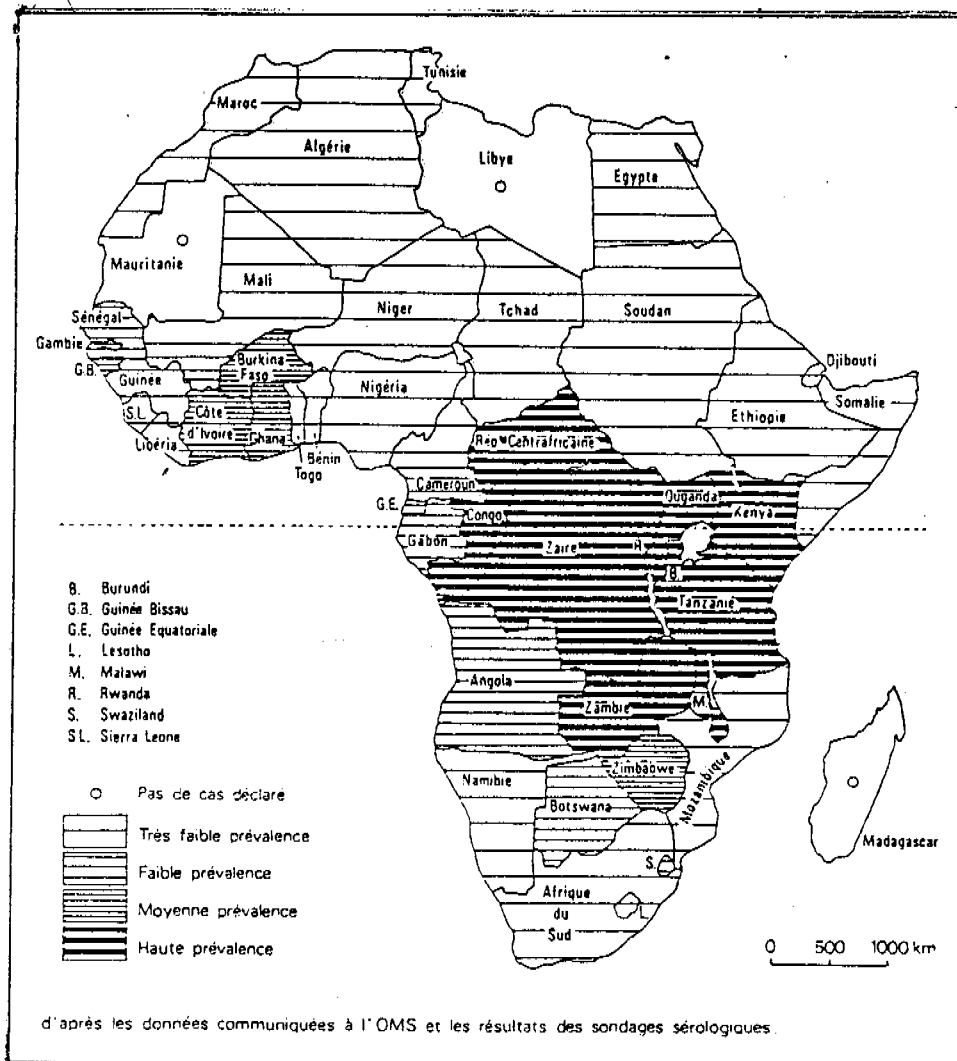 Tunisie
Maroc
Algérie
Libye
Egypte
Mauritanie
Mali
Niger
Tchad
Soudan
Sénégal
Gambie
G.B.
Guinée
Burkina
Faso
Nigéria
Djibouti
Somalie
Ethiopie
S.L.
Côte
d'Ivoire
Ghana
Libéria
Bénin
Togo
Rép Centrafricaine
Cameroun
Ouganda
Kenya
G.E.
Congo
Gabon
Zaïre
R.
B.
Tanzanie
B. Burundi
G.B. Guinée Bissau
G.E. Guinée Equatoriale
L. Lesotho
M. Malawi
R. Rwanda
S. Swaziland
S.L. Sierra Leone
Angola
Zambie
M.
Zimbabwe
Mozambique
Namibie
Botswana
Madagascar
S.
Afrique
du
Sud
L.
Pas de cas déclaré
Très faible prévalence
Faible prévalence
Moyenne prévalence
Haute prévalence
0 500 1000 km
d'après les données communiquées à l'OMS et les résultats des sondages sérologiques.